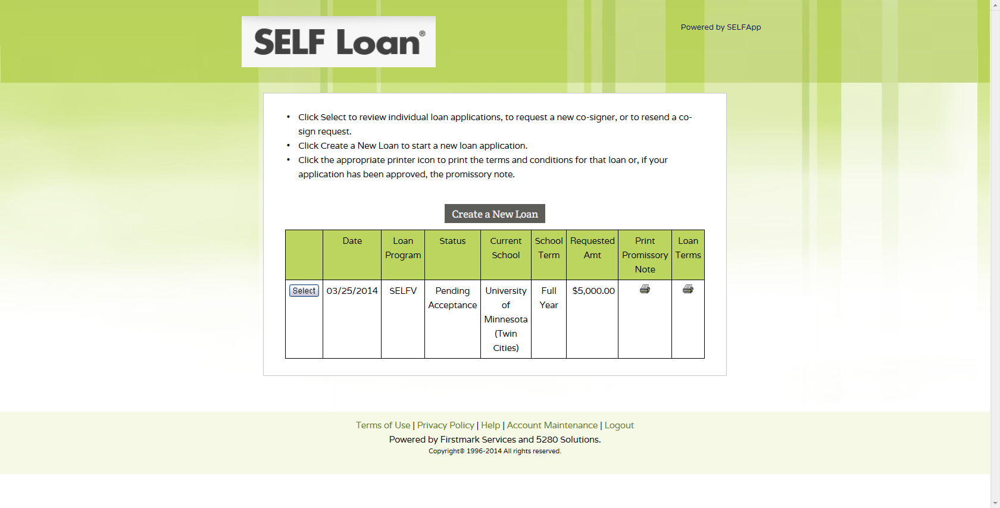 SELF Loan®
Powered by SELFApp
• Click Select to review individual loan applications, to request a new co-signer, or to resend a co-
sign request.
• Click Create a New Loan to start a new loan application.
• Click the appropriate printer icon to print the terms and conditions for that loan or, if your
application has been approved, the promissory note.
Create a New Loan
Date Loan Status Current School Requested Print Loan
Program School Term Amt Promissory Terms
Note
Select 03/25/2014 SELFV Pending University Full $5,000.00
Acceptance of Year
Minnesota
(Twin
Cities)
Terms of Use | Privacy Policy | Help | Account Maintenance | Logout
Powered by Firstmark Services and 5280 Solutions.
Copyright© 1996-2014 All rights reserved.